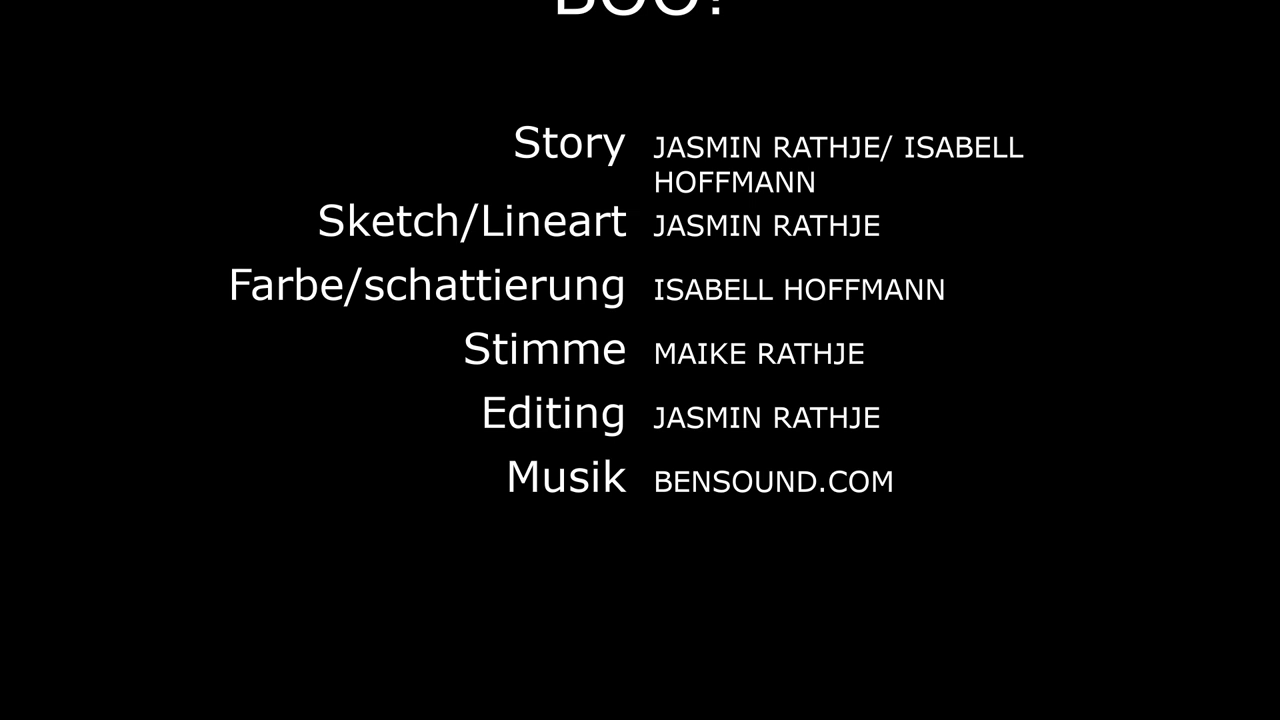 Story JASMIN RATHJE/ ISABELL
HOFFMANN
Sketch/Lineart JASMIN RATHJE
Farbe/schattierung ISABELL HOFFMANN
Stimme MAIKE RATHJE
Editing JASMIN RATHJE
Musik BENSOUND.COM